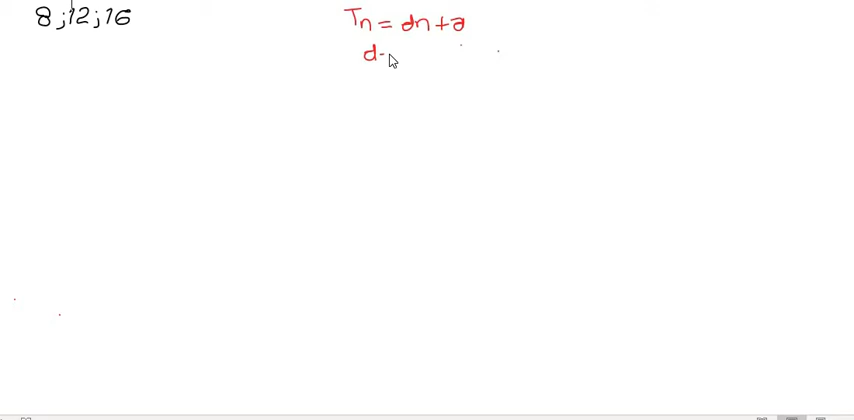 8 ; 12 ; 16
Tn = dn + a
d -